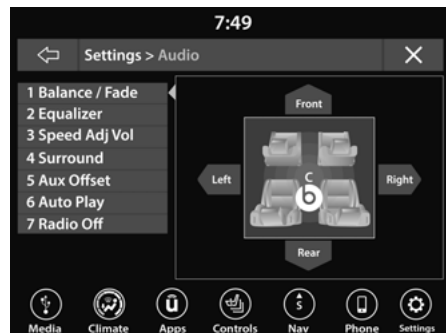 7:49
Settings > Audio
1 Balance / Fade
2 Equalizer
3 Speed Adj Vol
4 Surround
5 Aux Offset
6 Auto Play
7 Radio Off
Front
Left
C
b
Right
Rear
ū
S
Media Climate Apps Controls Nav Phone Settings